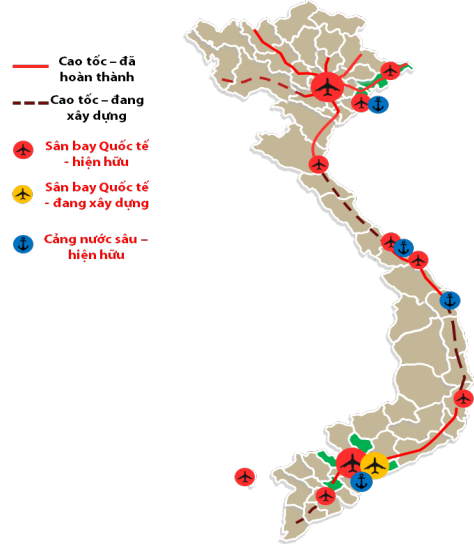 Cao tốc – đã
hoàn thành
Cao tốc – đang
xây dựng
Sân bay Quốc tế
- hiện hữu
Sân bay Quốc tế
- đang xây dựng
Cảng nước sâu –
hiện hữu